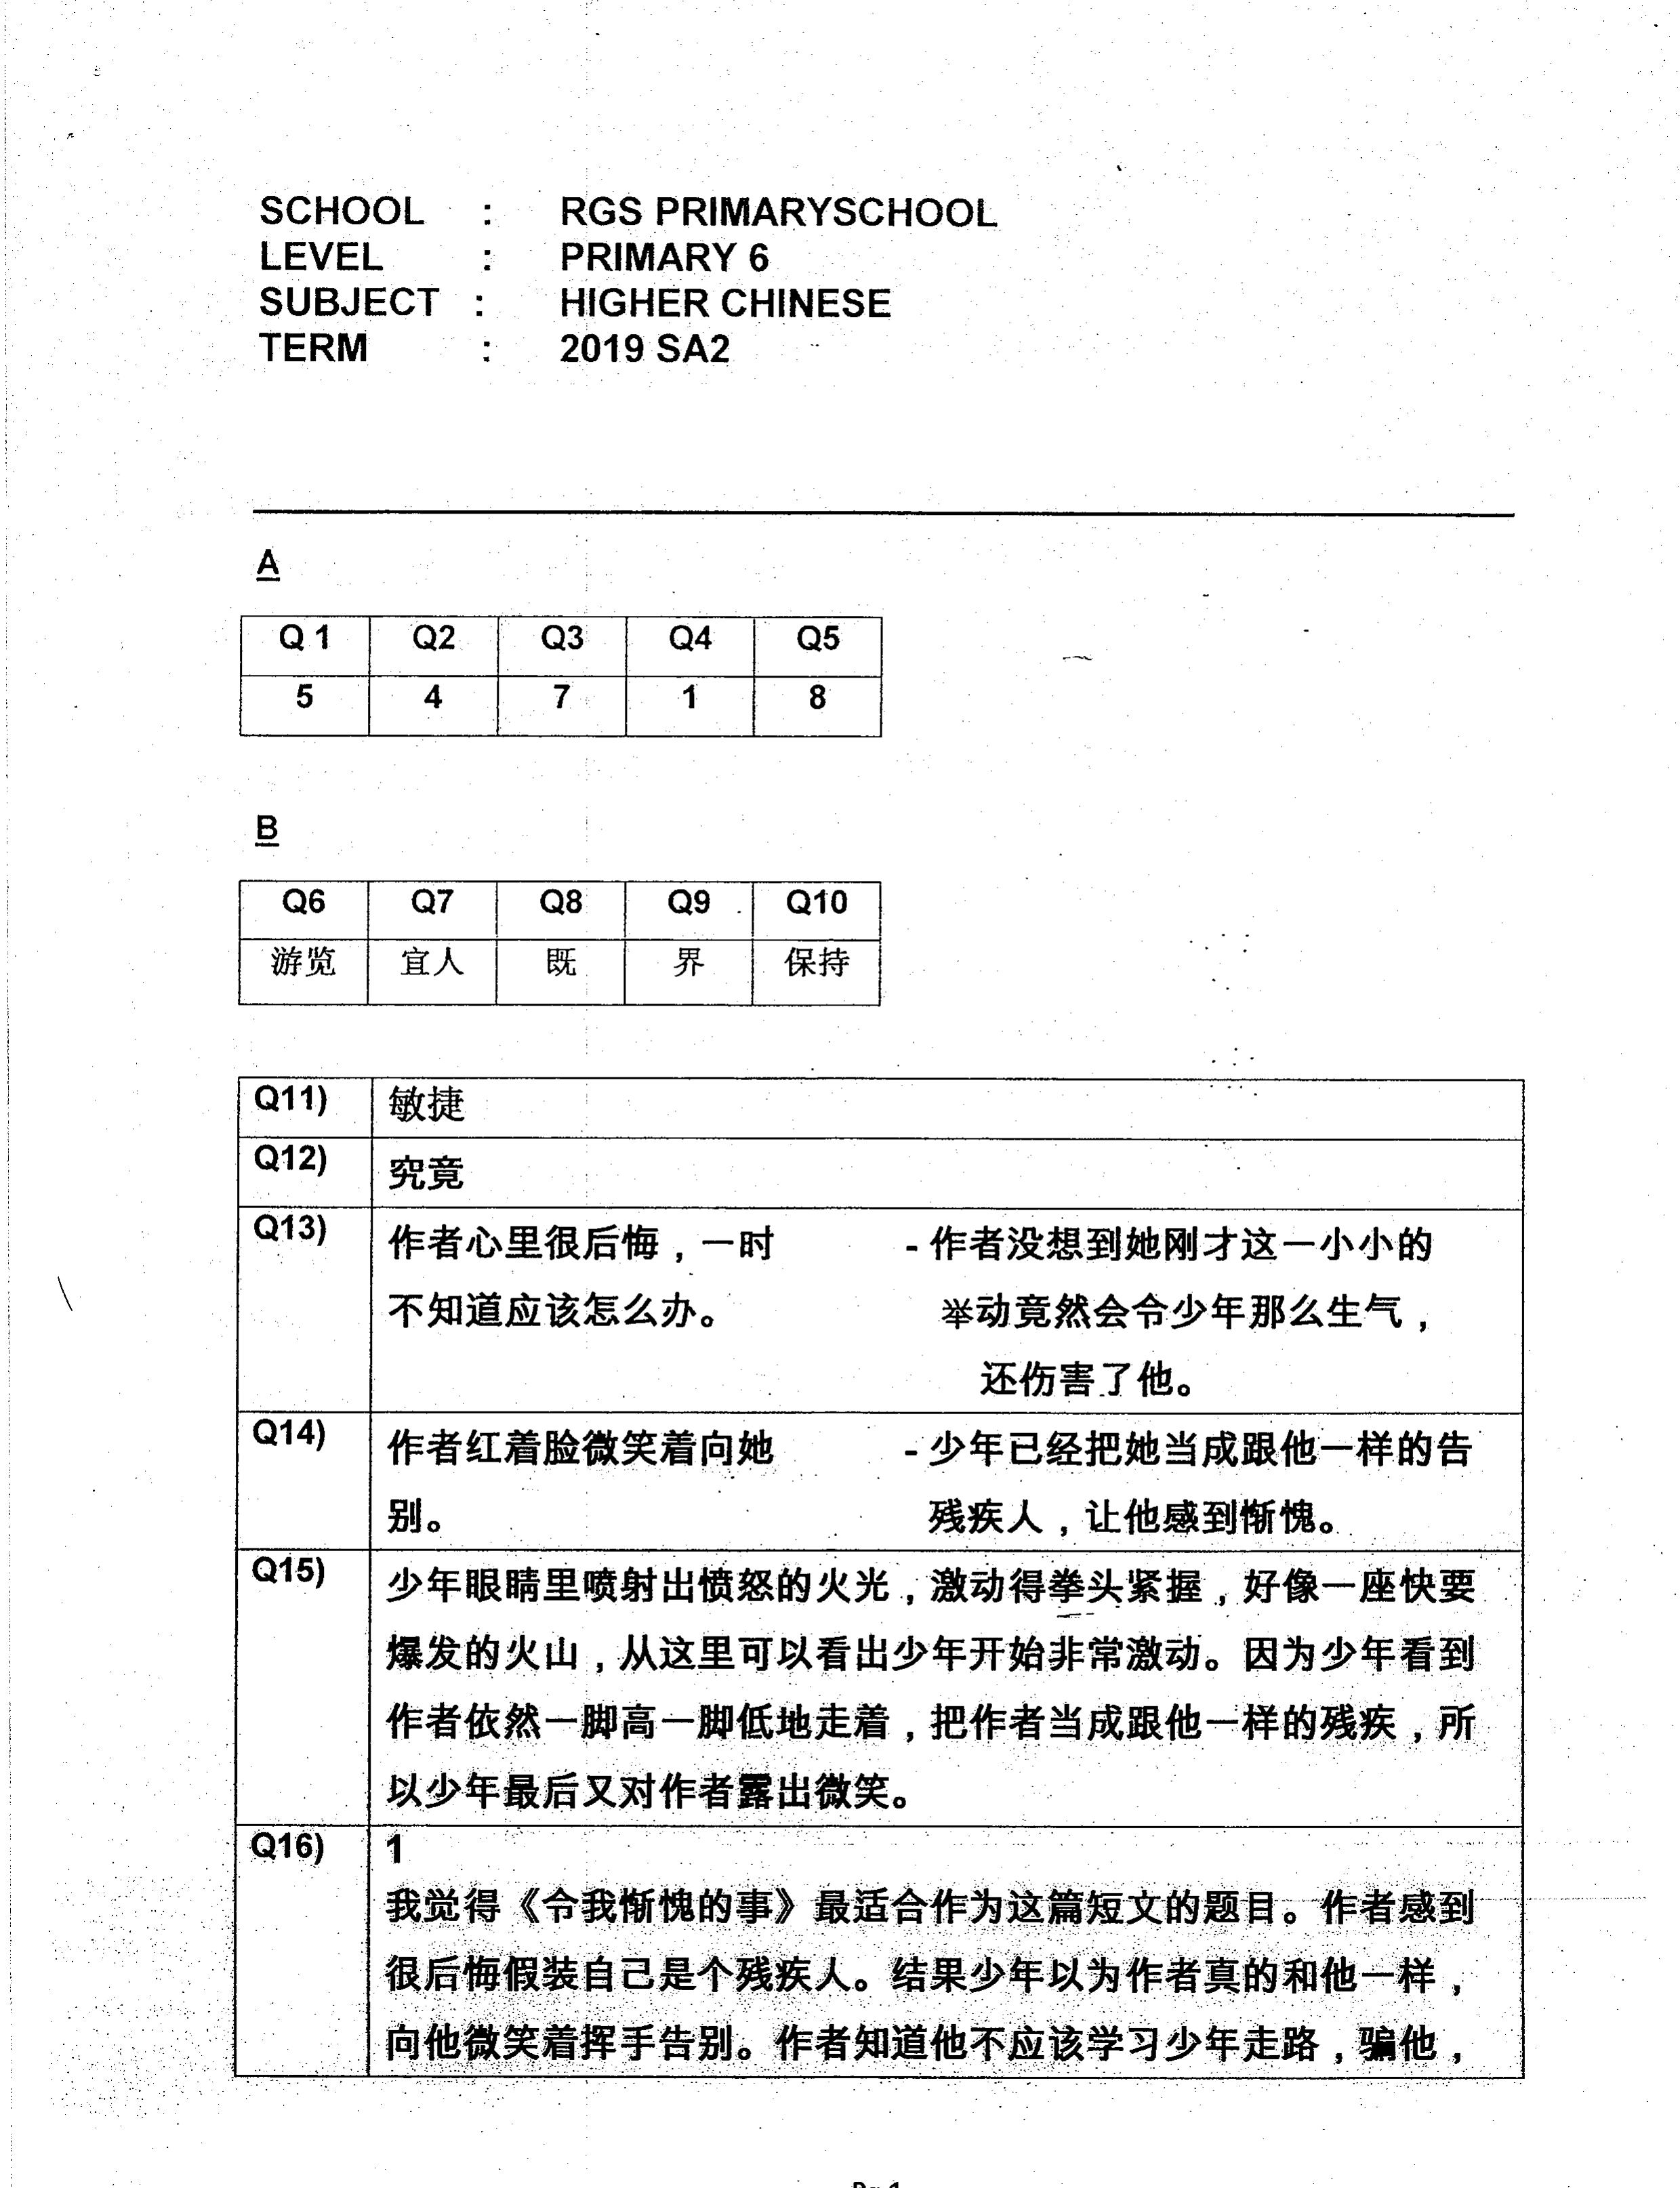 SCHOOL : RGS PRIMARYSCHOOL
LEVEL : PRIMARY 6
SUBJECT : HIGHER CHINESE
TERM : 2019 SA2
A
Q 1 Q2 Q3 Q4 Q5
5 4 7 1 8
B
Q6 Q7 Q8 Q9 Q10
游览 宜人 既 界 保持
Q11) 敏捷
Q12) 究竟
Q13) 作者心里很后悔，一时 - 作者没想到她刚才这一小小的
不知道应该怎么办。 举动竟然会令少年那么生气，
还伤害了他。
Q14) 作者红着脸微笑着向她 - 少年已经把她当成跟他一样的告
别。 残疾人，让他感到惭愧。
Q15) 少年眼睛里喷射出愤怒的火光，激动得拳头紧握，好像一座快要
爆发的火山，从这里可以看出少年开始非常激动。因为少年看到
作者依然一脚高一脚低地走着，把作者当成跟他一样的残疾，所
以少年最后又对作者露出微笑。
Q16) 1
我觉得《令我惭愧的事》最适合作为这篇短文的题目。作者感到
很后悔假装自己是个残疾人。结果少年以为作者真的和他一样，
向他微笑着挥手告别。作者知道他不应该学习少年走路，骗他，